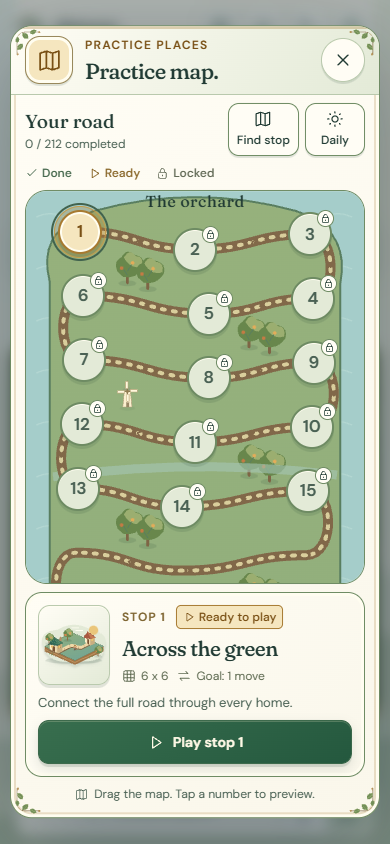 PRACTICE PLACES
Practice map.
Your road
0 / 212 completed
Find stop
Daily
Done
Ready
Locked
The orchard
1
2
3
6
5
4
7
8
9
12
11
10
13
14
15
STOP 1
Ready to play
Across the green
6 x 6
Goal: 1 move
Connect the full road through every home.
Play stop 1
Drag the map. Tap a number to preview.